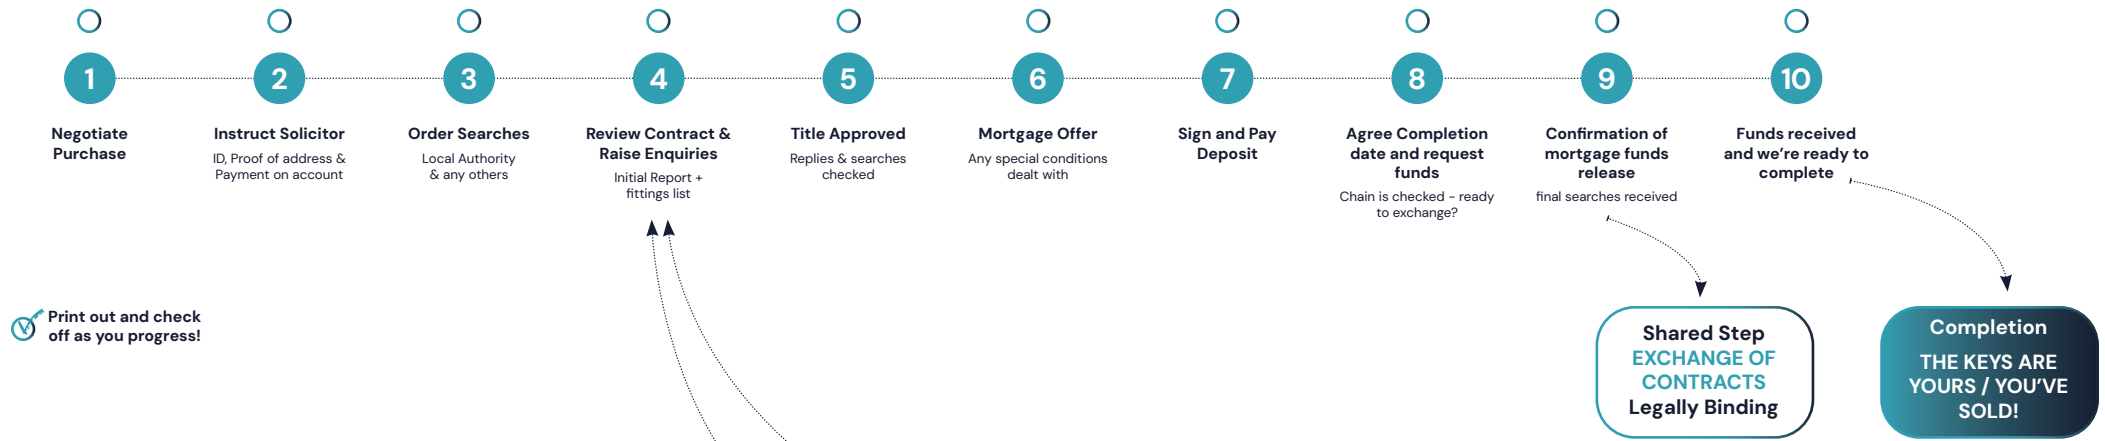 1
2
3
4
5
6
7
8
9
10
Negotiate
Purchase
Instruct Solicitor
ID, Proof of address &
Payment on account
Order Searches
Local Authority
& any others
Review Contract &
Raise Enquiries
Initial Report +
fittings list
Title Approved
Replies & searches
checked
Mortgage Offer
Any special conditions
dealt with
Sign and Pay
Deposit
Agree Completion
date and request
funds
Chain is checked - ready
to exchange?
Confirmation of
mortgage funds
release
final searches received
Funds received
and we're ready to
complete
Print out and check
off as you progress!
Shared Step
EXCHANGE OF
CONTRACTS
Legally Binding
Completion
THE KEYS ARE
YOURS / YOU'VE
SOLD!